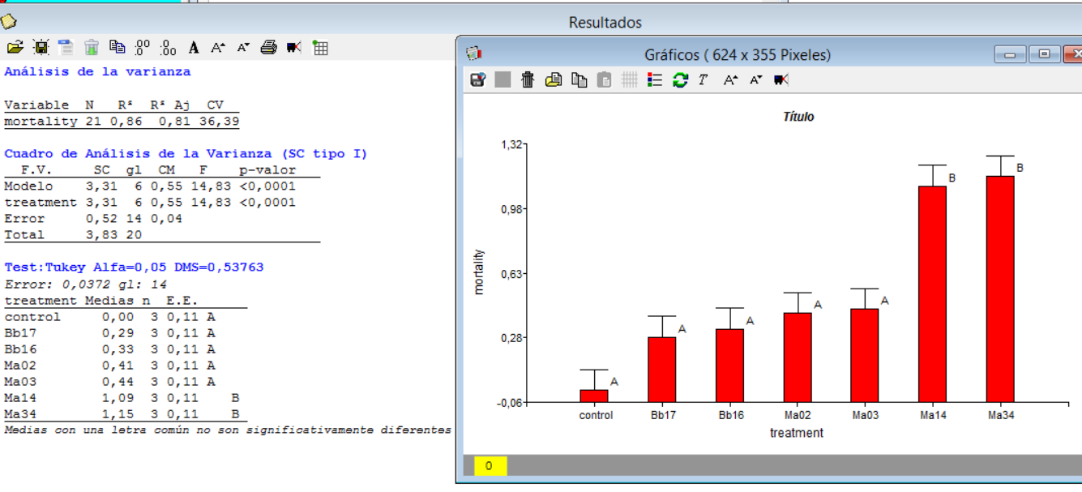 Resultados
Análisis de la varianza
Variable N R² R² Aj CV
mortality 21 0,86 0,81 36,39
Cuadro de Análisis de la Varianza (SC tipo I)
F.V. SC gl CM F p-valor
Modelo 3,31 6 0,55 14,83 <0,0001
treatment 3,31 6 0,55 14,83 <0,0001
Error 0,52 14 0,04
Total 3,83 20
Test:Tukey Alfa=0,05 DMS=0,53763
Error: 0,0372 gl: 14
treatment Medias n E.E.
control 0,00 3 0,11 A
Bb17 0,29 3 0,11 A
Bb16 0,33 3 0,11 A
Ma02 0,41 3 0,11 A
Ma03 0,44 3 0,11 A
Ma14 1,09 3 0,11 B
Ma34 1,15 3 0,11 B
Medias con una letra común no son significativamente diferentes
Gráficos ( 624 x 355 Pixeles)
Título
1,32
0,98
0,63
0,28
-0,06
mortality
A
A
A
A
A
B
B
control Bb17 Bb16 Ma02 Ma03 Ma14 Ma34
treatment
0